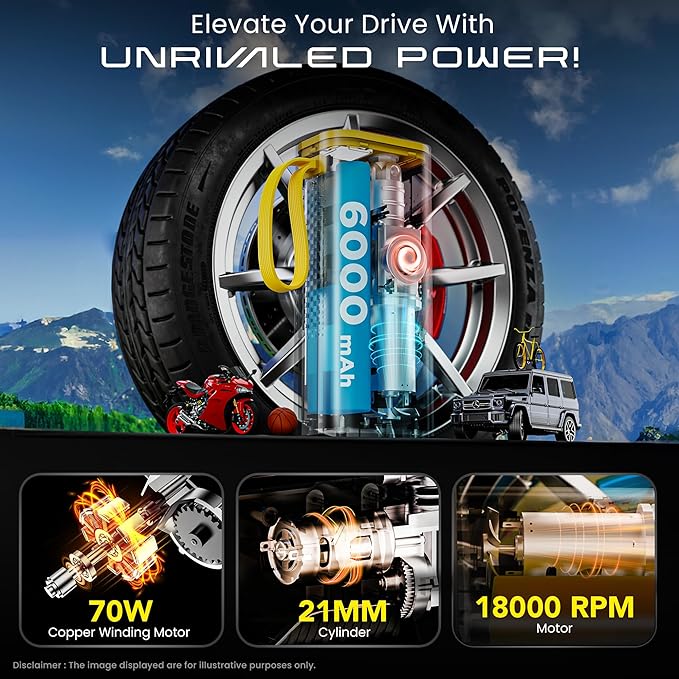 Elevate Your Drive With
UNRIVALED POWER!
BRIDGESTONE
POTENZA
6000 mAh
70W
Copper Winding Motor
21MM
Cylinder
18000 RPM
Motor
Disclaimer : The image displayed are for illustrative purposes only.